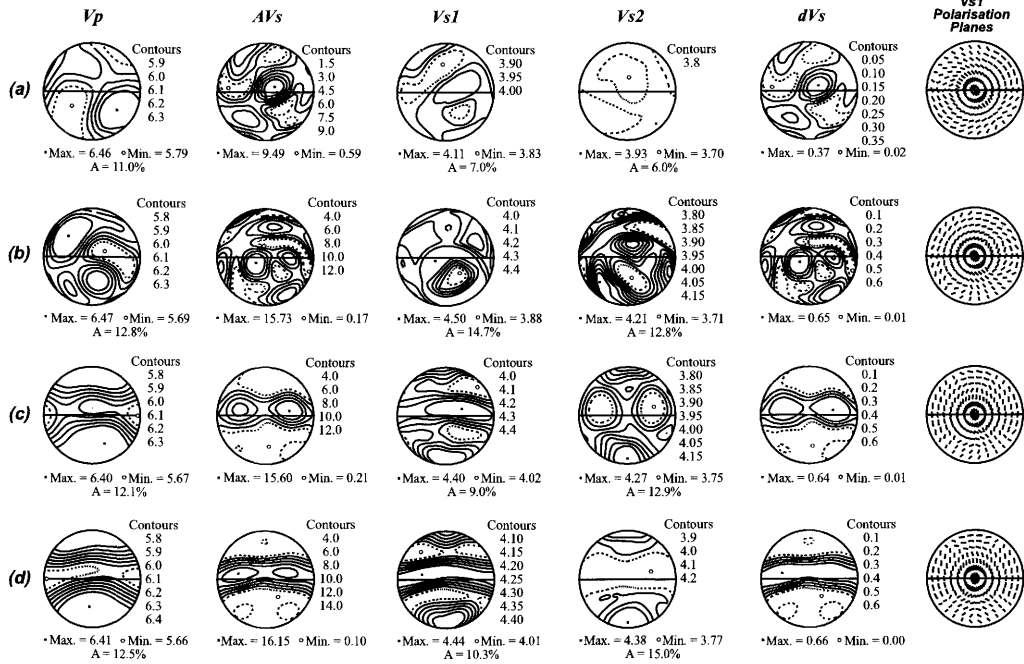 Vp AVs Vs1 Vs2 dVs Vs1
Polarisation
Planes
(a)
Contours
5.9
6.0
6.1
6.2
6.3
Contours
1.5
3.0
4.5
6.0
7.5
9.0
Contours
3.90
3.95
4.00
Contours
3.8
Contours
0.05
0.10
0.15
0.20
0.25
0.30
0.35
Max. = 6.46 Min. = 5.79
A = 11.0%
Max. = 9.49 Min. = 0.59
Max. = 4.11 Min. = 3.83
A = 7.0%
Max. = 3.93 Min. = 3.70
A = 6.0%
Max. = 0.37 Min. = 0.02
(b)
Contours
5.8
5.9
6.0
6.1
6.2
6.3
Contours
4.0
6.0
8.0
10.0
12.0
Contours
4.0
4.1
4.2
4.3
4.4
Contours
3.80
3.85
3.90
3.95
4.00
4.05
4.15
Contours
0.1
0.2
0.3
0.4
0.5
0.6
Max. = 6.47 Min. = 5.69
A = 12.8%
Max. = 15.73 Min. = 0.17
Max. = 4.50 Min. = 3.88
A = 14.7%
Max. = 4.21 Min. = 3.71
A = 12.8%
Max. = 0.65 Min. = 0.01
(c)
Contours
5.8
5.9
6.0
6.1
6.2
6.3
Contours
4.0
6.0
8.0
10.0
12.0
Contours
4.0
4.1
4.2
4.3
4.4
Contours
3.80
3.85
3.90
3.95
4.00
4.05
4.15
Contours
0.1
0.2
0.3
0.4
0.5
0.6
Max. = 6.40 Min. = 5.67
A = 12.1%
Max. = 15.60 Min. = 0.21
Max. = 4.40 Min. = 4.02
A = 9.0%
Max. = 4.27 Min. = 3.75
A = 12.9%
Max. = 0.64 Min. = 0.01
(d)
Contours
5.8
5.9
6.0
6.1
6.2
6.3
6.4
Contours
4.0
6.0
8.0
10.0
12.0
14.0
Contours
4.10
4.15
4.20
4.25
4.30
4.35
4.40
Contours
3.9
4.0
4.1
4.2
Contours
0.1
0.2
0.3
0.4
0.5
0.6
Max. = 6.41 Min. = 5.66
A = 12.5%
Max. = 16.15 Min. = 0.10
Max. = 4.44 Min. = 4.01
A = 10.3%
Max. = 4.38 Min. = 3.77
A = 15.0%
Max. = 0.66 Min. = 0.00